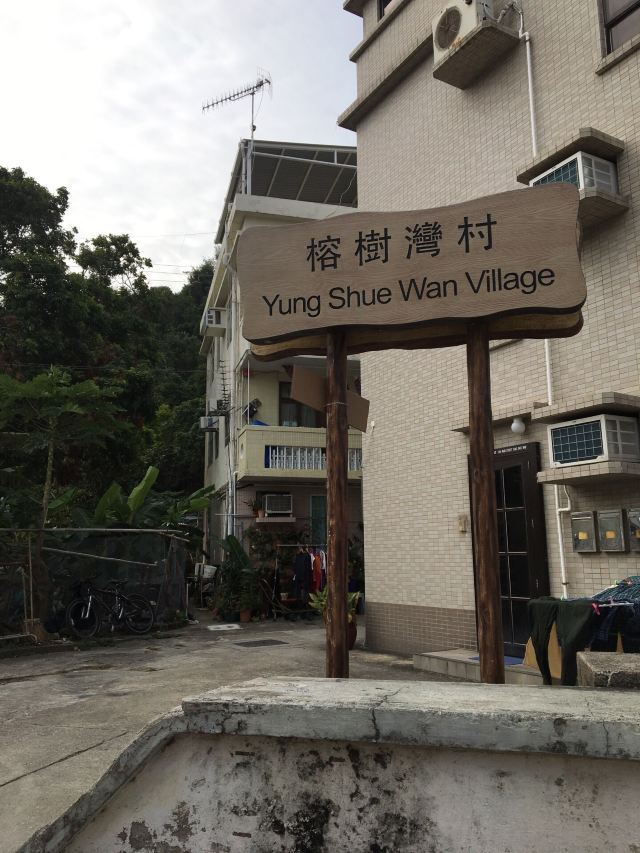 榕樹灣村
Yung Shue Wan Village